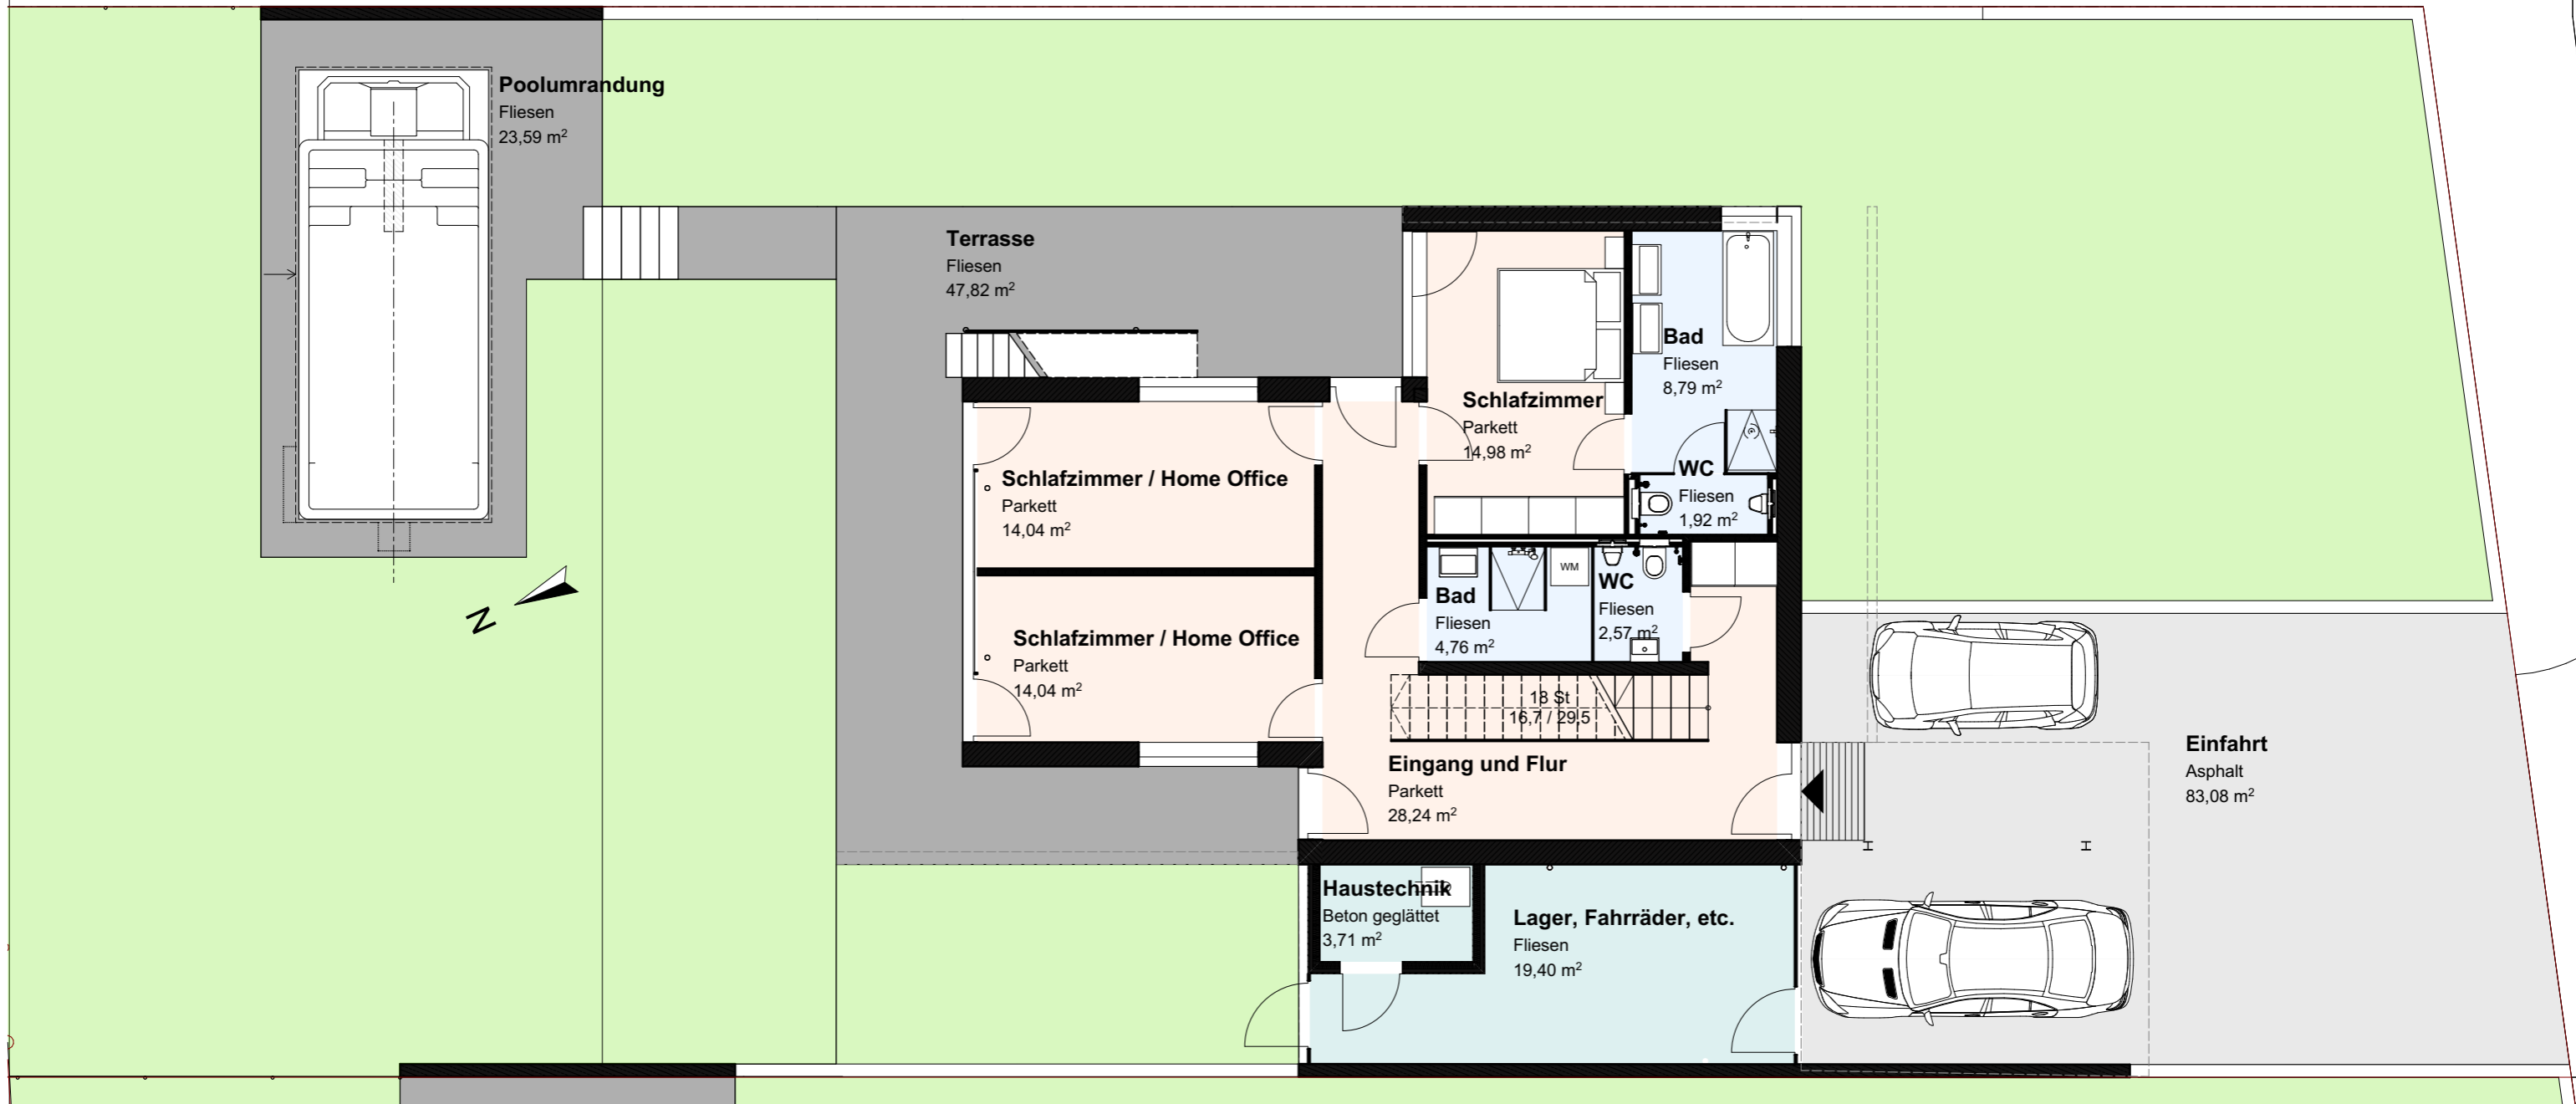 Poolumrandung
Fliesen
23,59 m²
Terrasse
Fliesen
47,82 m²
Bad
Fliesen
8,79 m²
Schlafzimmer
Parkett
14,98 m²
WC
Fliesen
1,92 m²
Schlafzimmer / Home Office
Parkett
14,04 m²
WM
WC
Fliesen
2,57 m²
Bad
Fliesen
4,76 m²
N
Schlafzimmer / Home Office
Parkett
14,04 m²
18 St
16,7 / 29,5
Eingang und Flur
Parkett
28,24 m²
Einfahrt
Asphalt
83,08 m²
Haustechnik
Beton geglättet
3,71 m²
Lager, Fahrräder, etc.
Fliesen
19,40 m²